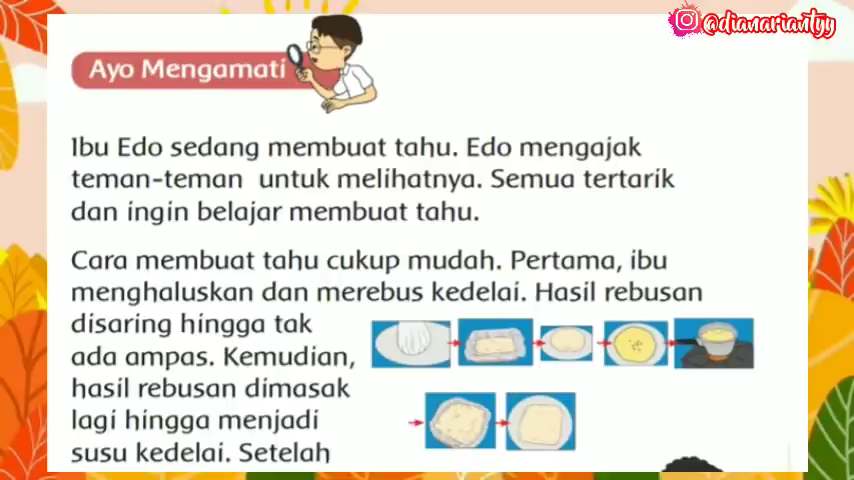 @dianariantyy
Ayo Mengamati
Ibu Edo sedang membuat tahu. Edo mengajak
teman-teman untuk melihatnya. Semua tertarik
dan ingin belajar membuat tahu.
Cara membuat tahu cukup mudah. Pertama, ibu
menghaluskan dan merebus kedelai. Hasil rebusan
disaring hingga tak
ada ampas. Kemudian,
hasil rebusan dimasak
lagi hingga menjadi
susu kedelai. Setelah